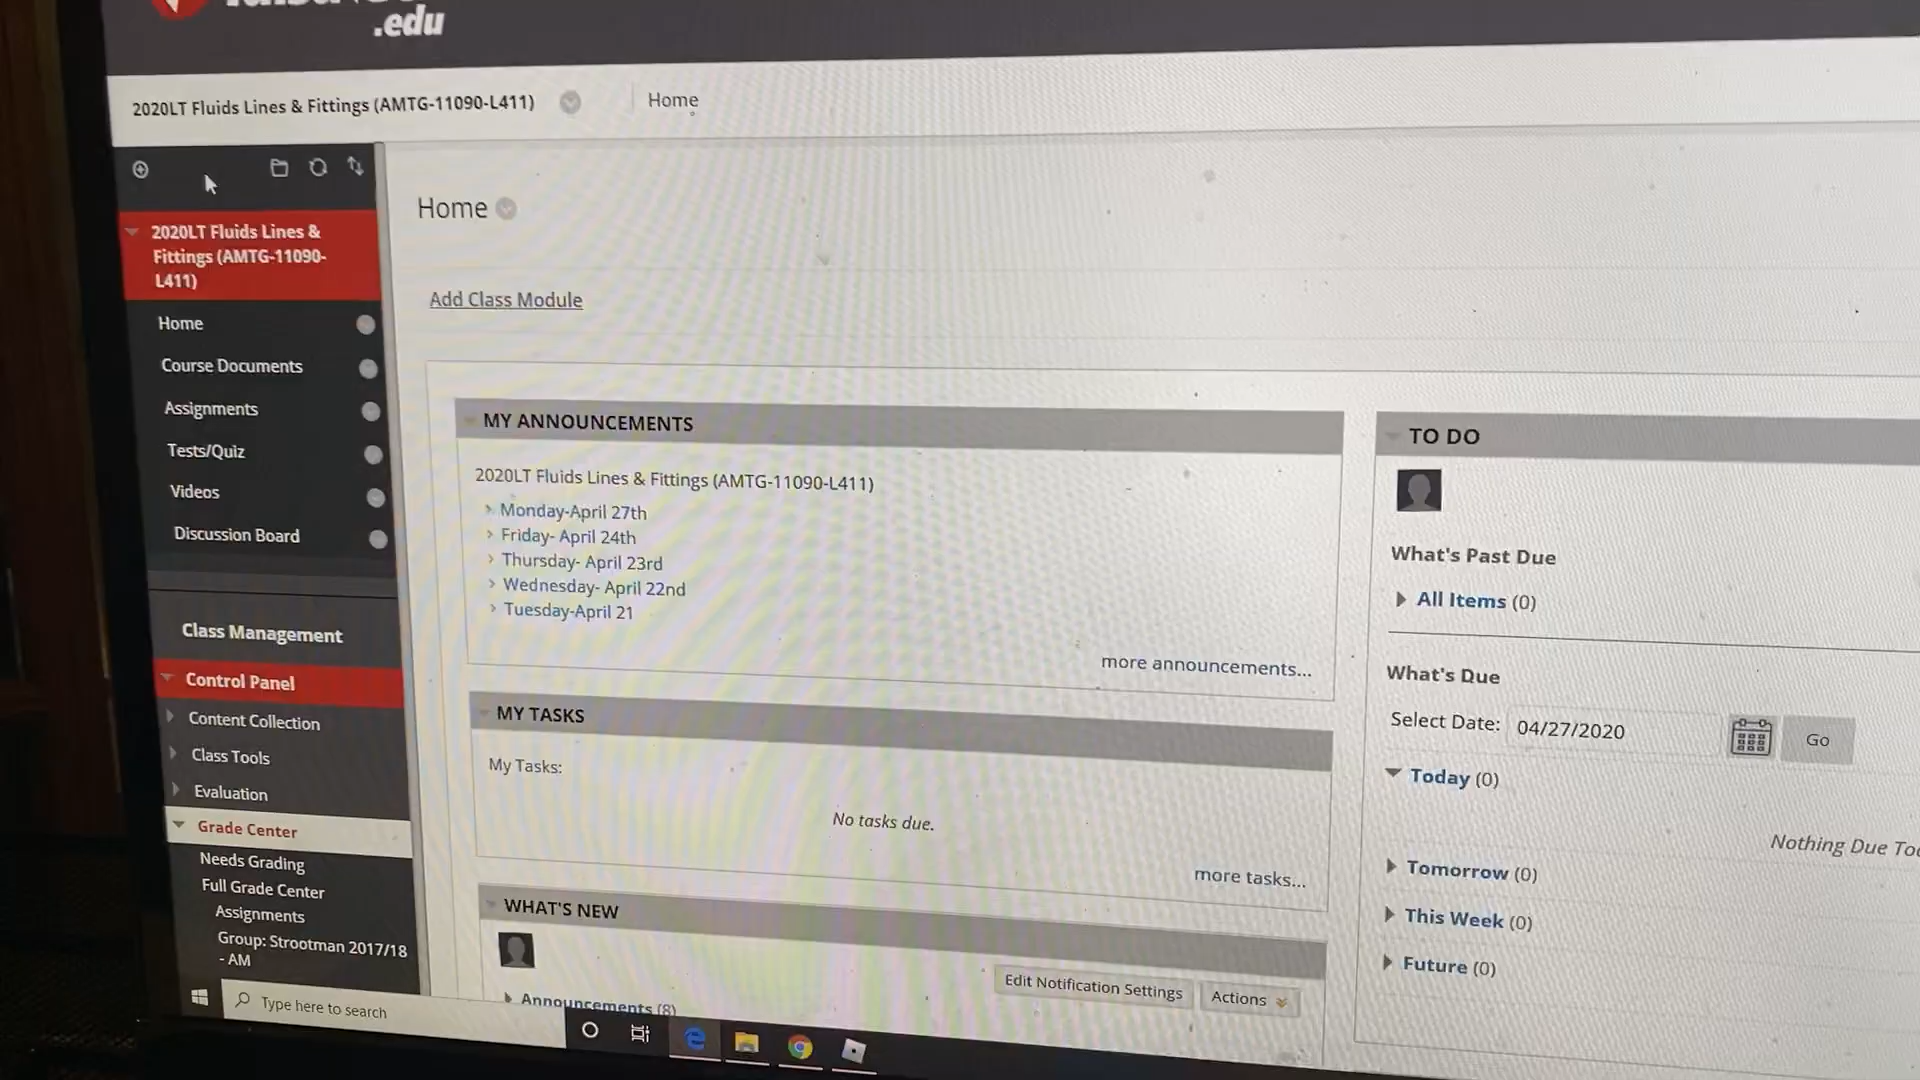 .edu
2020LT Fluids Lines & Fittings (AMTG-11090-L411)
Home
2020LT Fluids Lines &
Fittings (AMTG-11090-
L411)
Home
Course Documents
Assignments
Tests/Quiz
Videos
Discussion Board
Class Management
Control Panel
Content Collection
Class Tools
Evaluation
Grade Center
Needs Grading
Full Grade Center
Assignments
Group: Strootman 2017/18
- AM
Home
Add Class Module
MY ANNOUNCEMENTS
2020LT Fluids Lines & Fittings (AMTG-11090-L411)
Monday-April 27th
Friday- April 24th
Thursday- April 23rd
Wednesday- April 22nd
Tuesday-April 21
more announcements...
MY TASKS
My Tasks:
No tasks due.
more tasks...
WHAT'S NEW
Edit Notification Settings
Actions
Announcements (8)
TO DO
What's Past Due
All Items (0)
What's Due
Select Date: 04/27/2020
Go
Today (0)
Nothing Due
Tomorrow (0)
This Week (0)
Future (0)
Type here to search